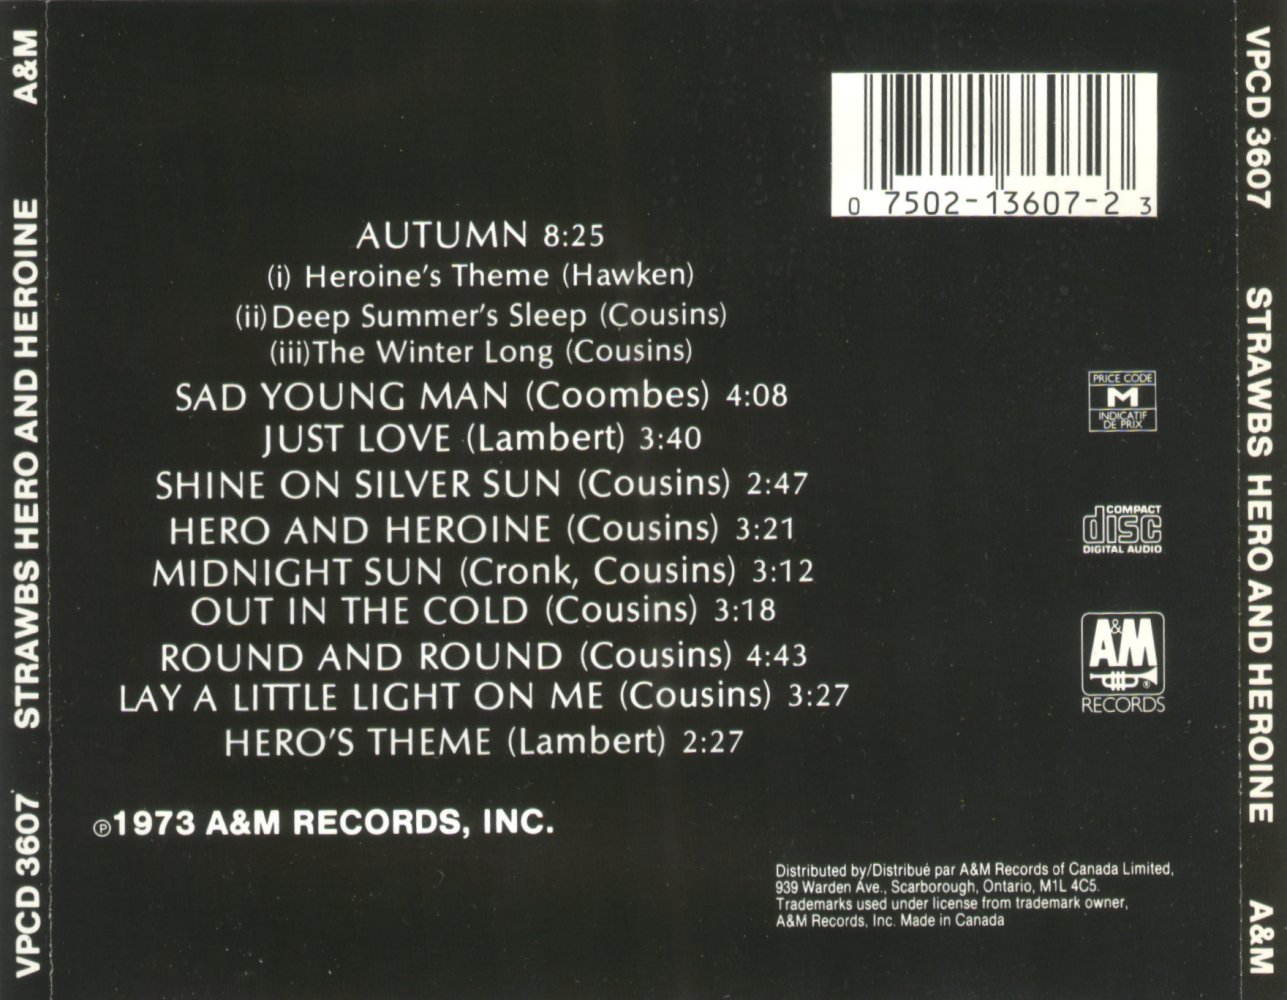 A&M
STRAWBS HERO AND HEROINE
VPCD 3607
0 7502-13607-2 3
AUTUMN 8:25
(i) Heroine's Theme (Hawken)
(ii) Deep Summer's Sleep (Cousins)
(iii) The Winter Long (Cousins)
SAD YOUNG MAN (Coombes) 4:08
JUST LOVE (Lambert) 3:40
SHINE ON SILVER SUN (Cousins) 2:47
HERO AND HEROINE (Cousins) 3:21
MIDNIGHT SUN (Cronk, Cousins) 3:12
OUT IN THE COLD (Cousins) 3:18
ROUND AND ROUND (Cousins) 4:43
LAY A LITTLE LIGHT ON ME (Cousins) 3:27
HERO'S THEME (Lambert) 2:27
℗1973 A&M RECORDS, INC.
PRICE CODE
M
INDICATIF
DE PRIX
COMPACT
disc
DIGITAL AUDIO
A&M
®
RECORDS
Distributed by/Distribué par A&M Records of Canada Limited,
939 Warden Ave., Scarborough, Ontario, M1L 4C5.
Trademarks used under license from trademark owner,
A&M Records, Inc. Made in Canada
VPCD 3607
STRAWBS HERO AND HEROINE
A&M